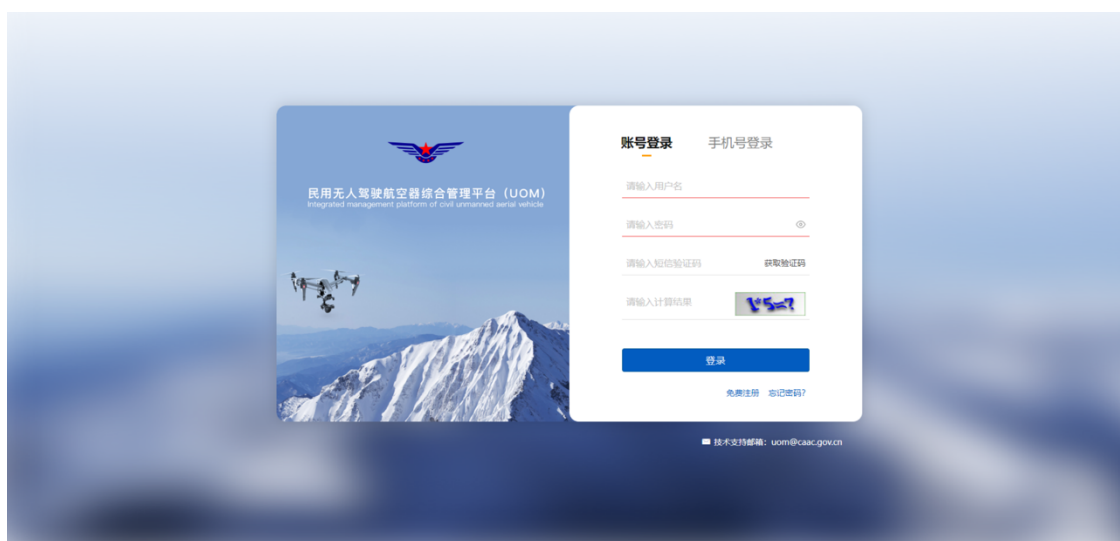 民用无人驾驶航空器综合管理平台（UOM）
Integrated management platform of civil unmanned aerial vehicle
账号登录 手机号登录
请输入用户名
请输入密码
请输入短信验证码 获取验证码
请输入计算结果 1*5=?
登录
免费注册 忘记密码?
技术支持邮箱：uom@caac.gov.cn